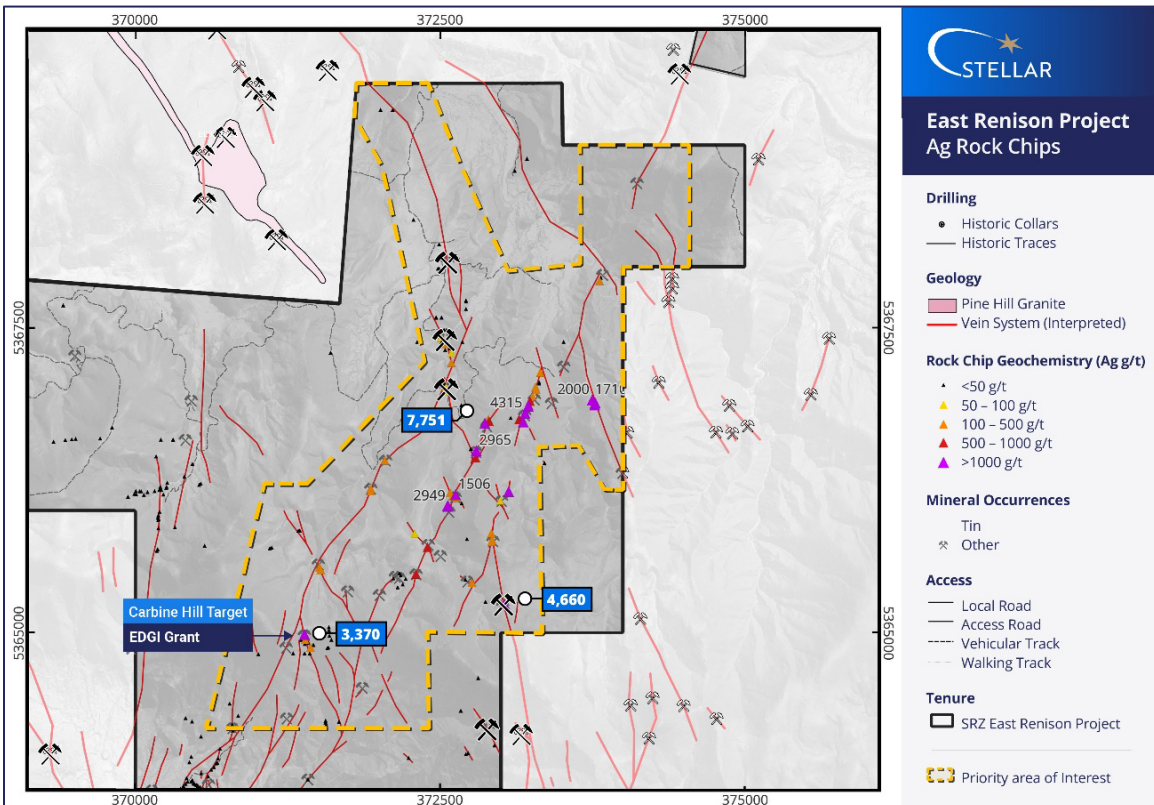 370000
372500
375000
5367500
5367500
2000
4315
7,751
2965
1506
2949
4,660
Carbine Hill Target
EDGI Grant
3,370
5365000
5365000
370000
372500
375000
STELLAR
East Renison Project
Ag Rock Chips
Drilling
Historic Collars
Historic Traces
Geology
Pine Hill Granite
Vein System (Interpreted)
Rock Chip Geochemistry (Ag g/t)
<50 g/t
50 – 100 g/t
100 – 500 g/t
500 – 1000 g/t
>1000 g/t
Mineral Occurrences
Tin
Other
Access
Local Road
Access Road
Vehicular Track
Walking Track
Tenure
SRZ East Renison Project
Priority area of Interest